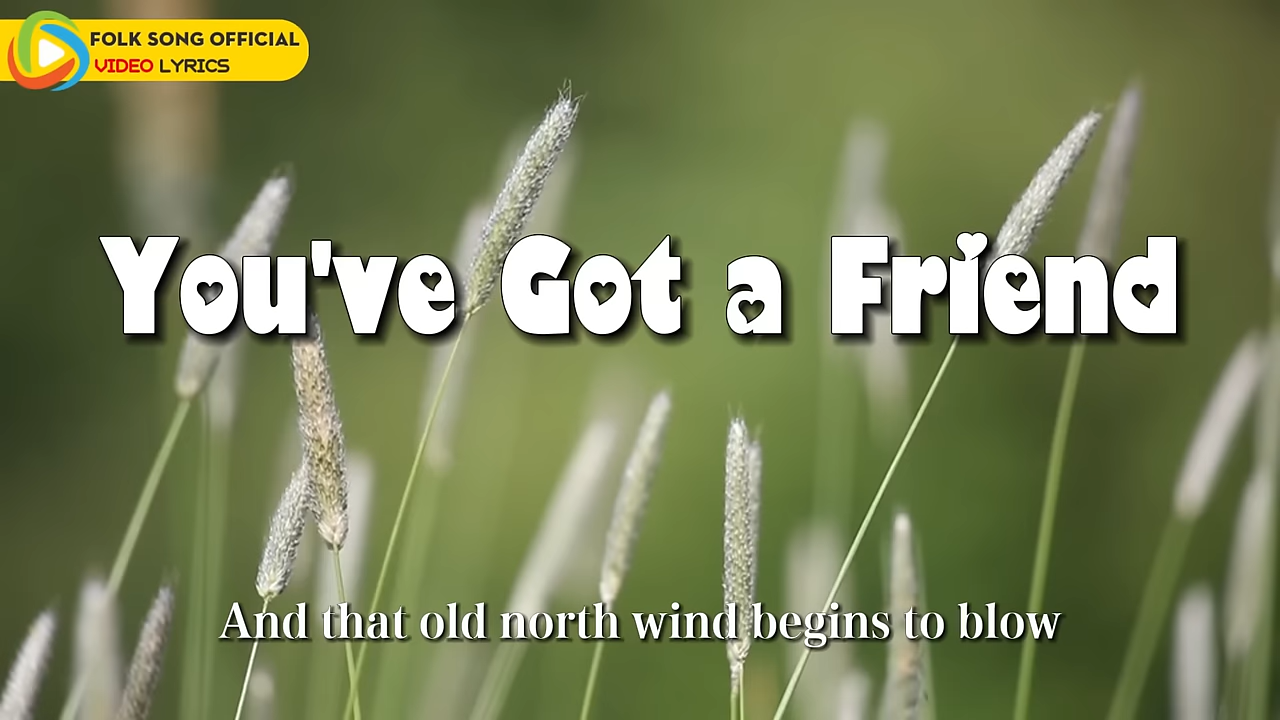 FOLK SONG OFFICIAL
VIDEO LYRICS
You've Got a Friend
And that old north wind begins to blow